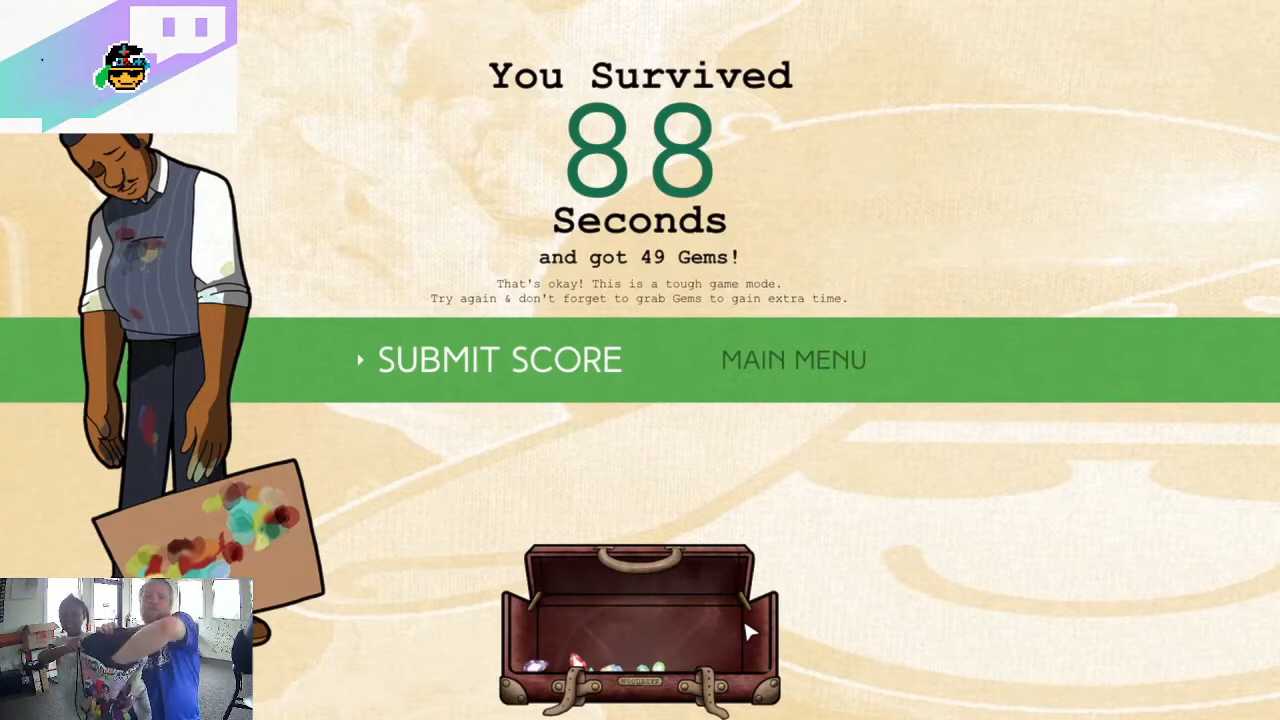 You Survived
88
Seconds
and got 49 Gems!
That's okay! This is a tough game mode.
Try again & don't forget to grab Gems to gain extra time.
SUBMIT SCORE
MAIN MENU